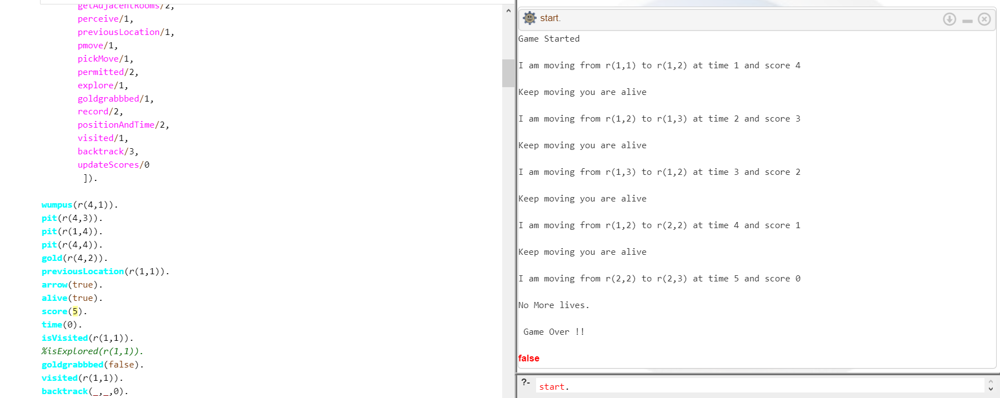 getAdjacentRooms/2,
perceive/1,
previousLocation/1,
pmove/1,
pickMove/1,
permitted/2,
explore/1,
goldgrabbbed/1,
record/2,
positionAndTime/2,
visited/1,
backtrack/3,
updateScores/0
]).
wumpus(r(4,1)).
pit(r(4,3)).
pit(r(1,4)).
pit(r(4,4)).
gold(r(4,2)).
previousLocation(r(1,1)).
arrow(true).
alive(true).
score(5).
time(0).
isVisited(r(1,1)).
%isExplored(r(1,1)).
goldgrabbbed(false).
visited(r(1,1)).
backtrack(_,_,0).
start.
Game Started
I am moving from r(1,1) to r(1,2) at time 1 and score 4
Keep moving you are alive
I am moving from r(1,2) to r(1,3) at time 2 and score 3
Keep moving you are alive
I am moving from r(1,3) to r(1,2) at time 3 and score 2
Keep moving you are alive
I am moving from r(1,2) to r(2,2) at time 4 and score 1
Keep moving you are alive
I am moving from r(2,2) to r(2,3) at time 5 and score 0
No More lives.
Game Over !!
false
?- start.